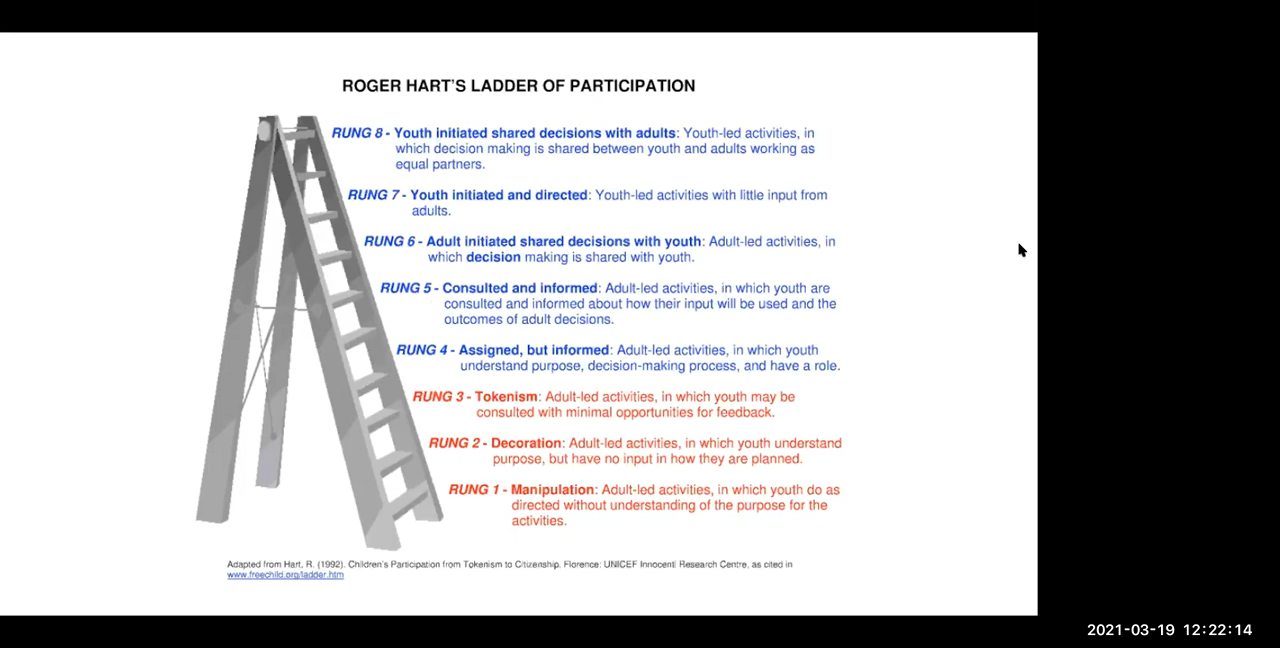 ROGER HART'S LADDER OF PARTICIPATION
RUNG 8 - Youth initiated shared decisions with adults: Youth-led activities, in
which decision making is shared between youth and adults working as
equal partners.
RUNG 7 - Youth initiated and directed: Youth-led activities with little input from
adults.
RUNG 6 - Adult initiated shared decisions with youth: Adult-led activities, in
which decision making is shared with youth.
RUNG 5 - Consulted and informed: Adult-led activities, in which youth are
consulted and informed about how their input will be used and the
outcomes of adult decisions.
RUNG 4 - Assigned, but informed: Adult-led activities, in which youth
understand purpose, decision-making process, and have a role.
RUNG 3 - Tokenism: Adult-led activities, in which youth may be
consulted with minimal opportunities for feedback.
RUNG 2 - Decoration: Adult-led activities, in which youth understand
purpose, but have no input in how they are planned.
RUNG 1 - Manipulation: Adult-led activities, in which youth do as
directed without understanding of the purpose for the
activities.
Adapted from Hart, R. (1992). Children's Participation from Tokenism to Citizenship. Florence: UNICEF Innocenti Research Centre, as cited in
www.freechild.org/ladder.htm
2021-03-19 12:22:14